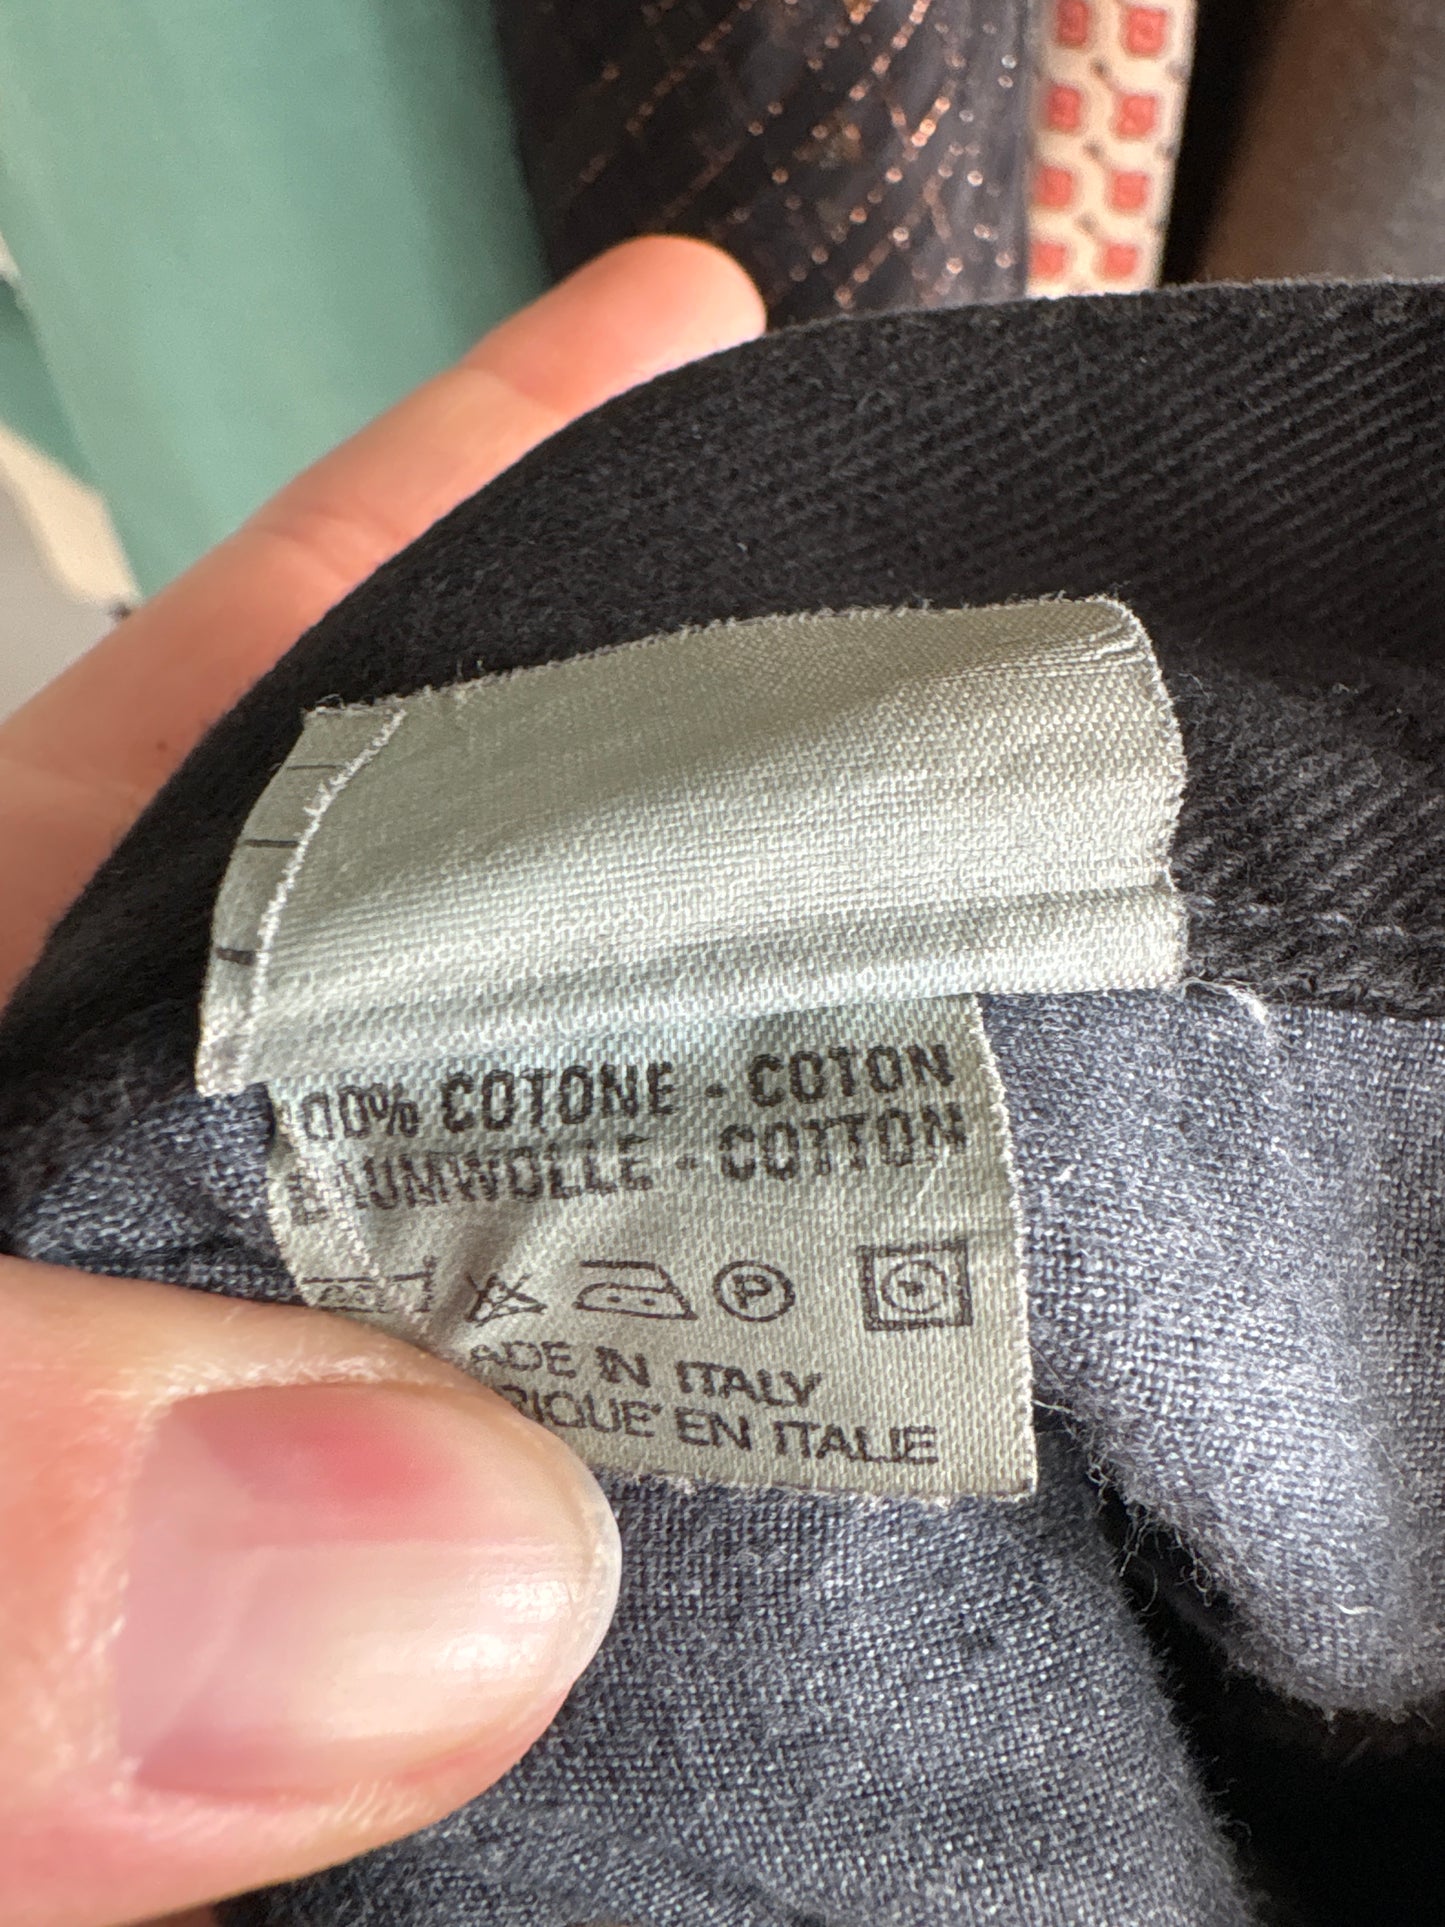 00% COTONE - COTON
BAUMWOLLE - COTTON
P
ADE IN ITALY
RIQUE' EN ITALIE